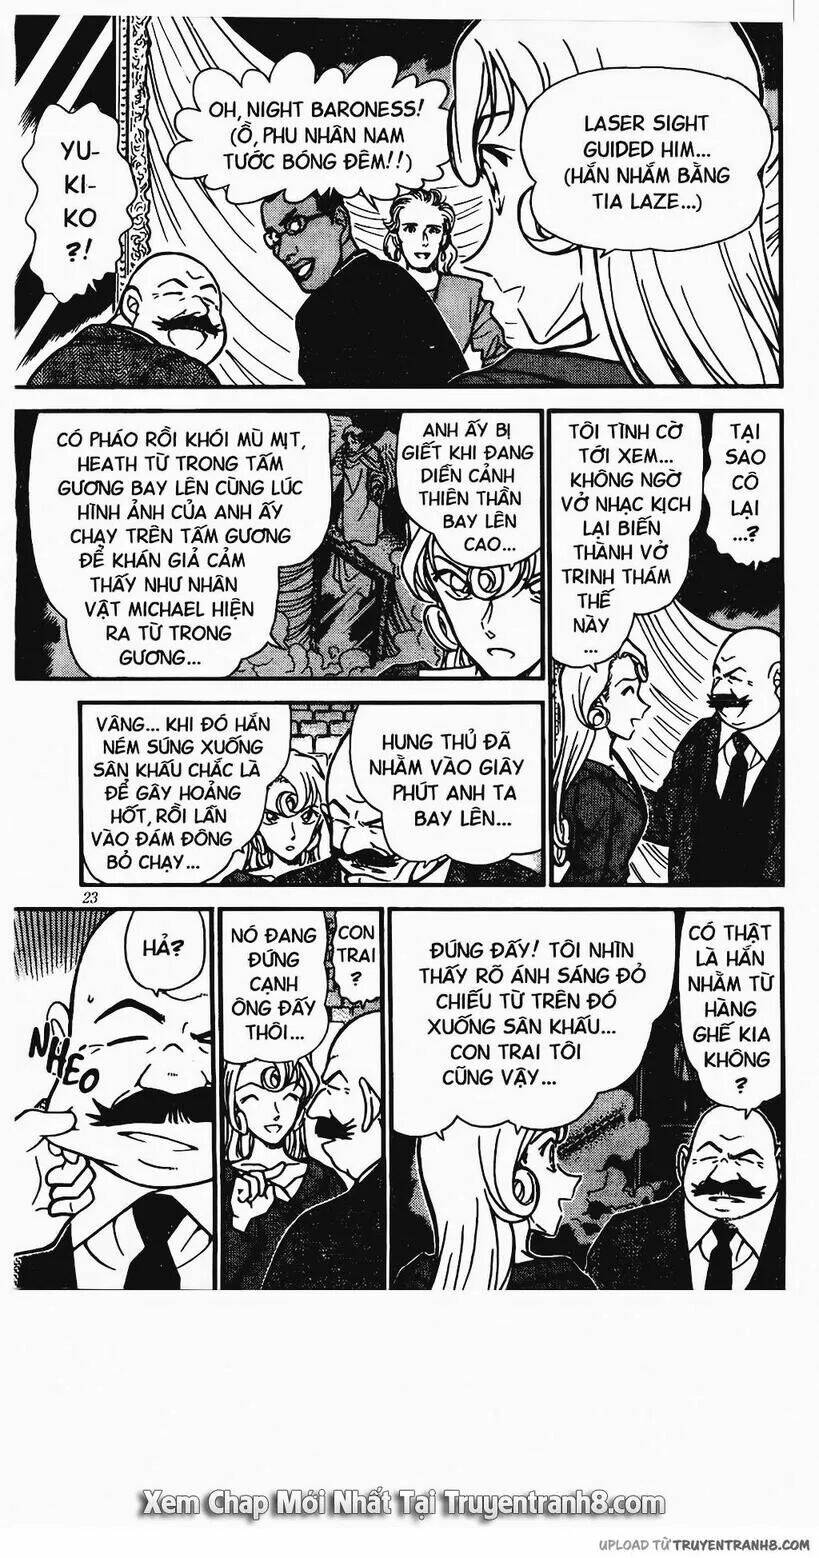 LASER SIGHT
GUIDED HIM...
(HẮN NHẮM BẰNG
TIA LAZE...)
OH, NIGHT BARONESS!
(Ồ, PHU NHÂN NAM
TƯỚC BÓNG ĐÊM!!)
YU-
KI-
KO
?!
TẠI
SAO
CÔ
LẠI
...?
TÔI TÌNH CỜ
TỚI XEM...
KHÔNG NGỜ
VỞ NHẠC KỊCH
LẠI BIẾN
THÀNH VỞ
TRINH THÁM
THẾ
NÀY
...
ANH ẤY BỊ
GIẾT KHI ĐANG
DIỄN CẢNH
THIÊN THẦN
BAY LÊN
CAO...
CÓ PHÁO RỒI KHÓI MÙ MỊT,
HEATH TỪ TRONG TẤM
GƯƠNG BAY LÊN CÙNG LÚC
HÌNH ẢNH CỦA ANH ẤY
CHẠY TRÊN TẤM GƯƠNG
ĐỂ KHÁN GIẢ CẢM
THẤY NHƯ NHÂN
VẬT MICHAEL HIỆN
RA TỪ TRONG
GƯƠNG...
HUNG THỦ ĐÃ
NHẰM VÀO GIÂY
PHÚT ANH TA
BAY LÊN...
VÂNG... KHI ĐÓ HẮN
NÉM SÚNG XUỐNG
SÂN KHẤU CHẮC LÀ
ĐỂ GÂY HOẢNG
HỐT, RỒI LẨN
VÀO ĐÁM ĐÔNG
BỎ CHẠY...
23
CÓ THẬT
LÀ HẮN
NHẰM TỪ
HÀNG
GHẾ KIA
KHÔNG
?
ĐÚNG ĐẤY! TÔI NHÌN
THẤY RÕ ÁNH SÁNG ĐỎ
CHIẾU TỪ TRÊN ĐÓ
XUỐNG SÂN KHẤU...
CON TRAI TÔI
CŨNG VẬY...
CON
TRAI
?
NÓ ĐANG
ĐỨNG
CẠNH
ÔNG ĐẤY
THÔI...
HẢ?
NHÉO
Xem Chap Mới Nhất Tại Truyentranh8.com
UPLOAD TỪ TRUYENTRANH8.COM